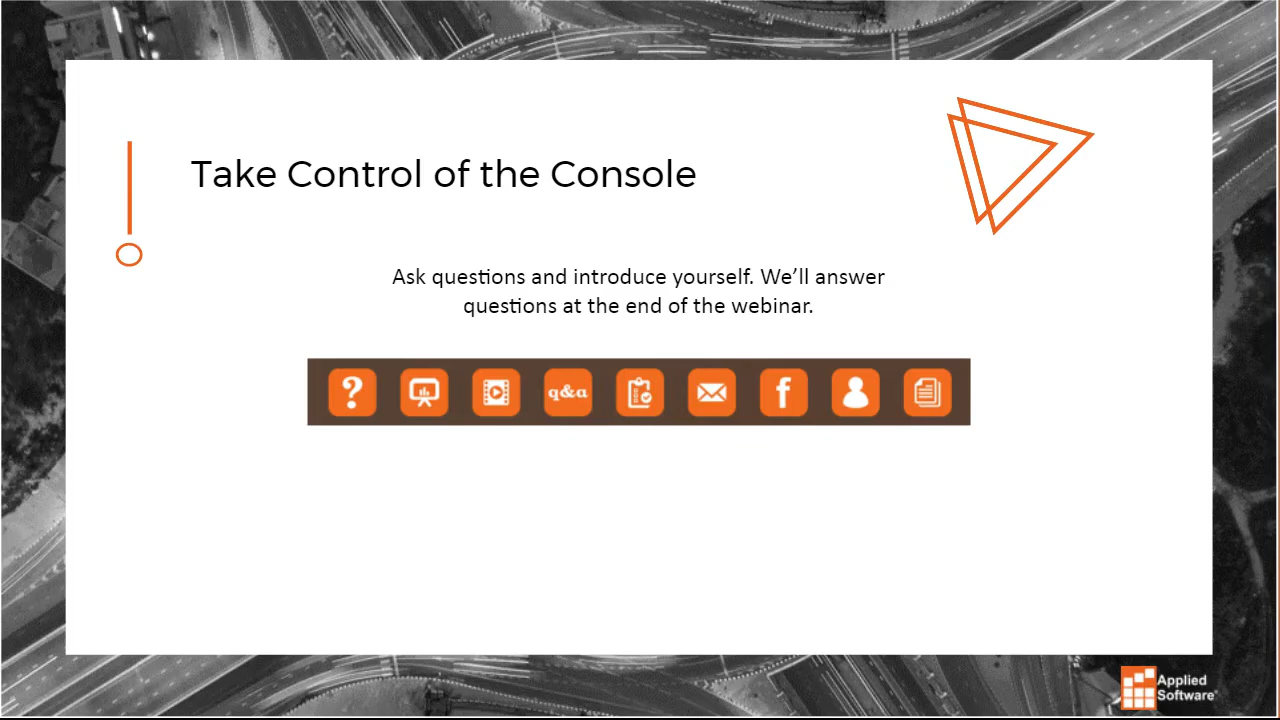 Take Control of the Console
Ask questions and introduce yourself. We’ll answer
questions at the end of the webinar.
?
q&a
f
Applied
Software®